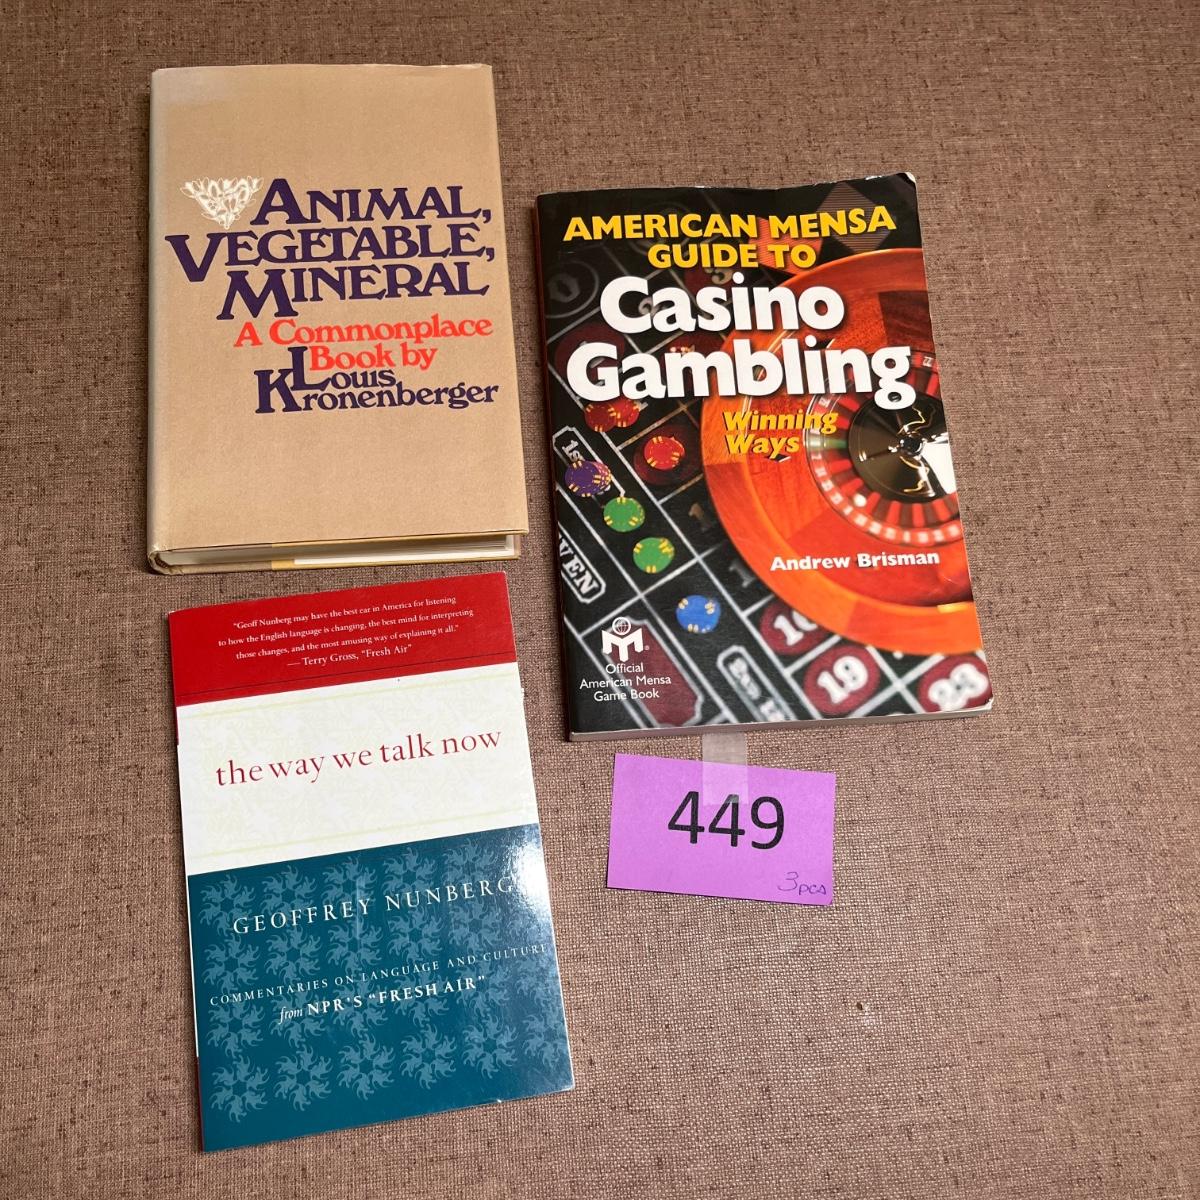 ANIMAL,
VEGETABLE,
MINERAL
A Commonplace
Book by
Louis
Kronenberger
AMERICAN MENSA
GUIDE TO
Casino
Gambling
Winning
Ways
1st
VEN
Andrew Brisman
Official
American Mensa
Game Book
19
23
"Geoff Nunberg may have the best ear in America for listening
to how the English language is changing, the best mind for interpreting
those changes, and the most amusing way of explaining it all."
— Terry Gross, "Fresh Air"
the way we talk now
GEOFFREY NUNBERG
COMMENTARIES ON LANGUAGE AND CULTURE
from NPR'S "FRESH AIR"
449
3pcs